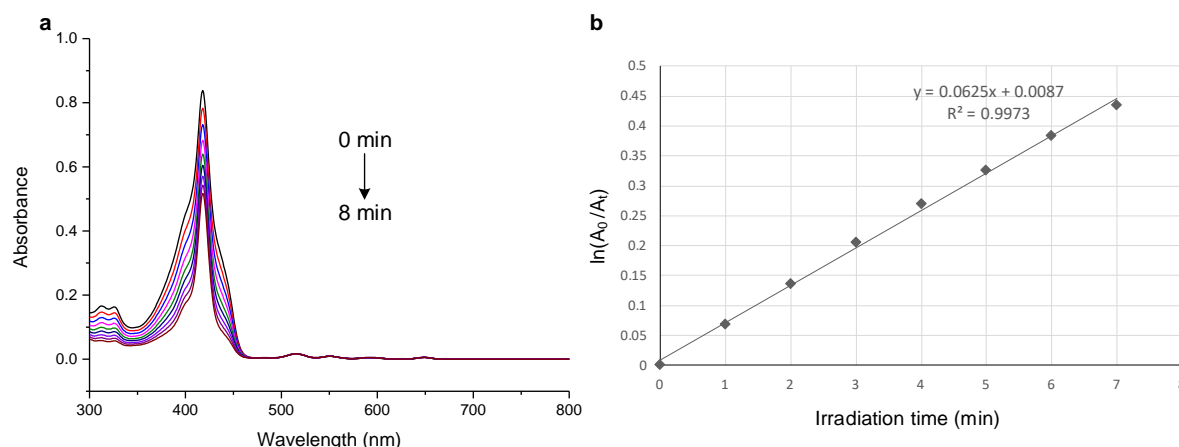 a
1.0
0.8
0.6
0.4
0.2
0.0
Absorbance
0 min
8 min
300 400 500 600 700 800
Wavelength (nm)
b
0.5
0.45
0.4
0.35
0.3
0.25
0.2
0.15
0.1
0.05
0
ln(A0/At)
y = 0.0625x + 0.0087
R² = 0.9973
0 1 2 3 4 5 6 7
Irradiation time (min)